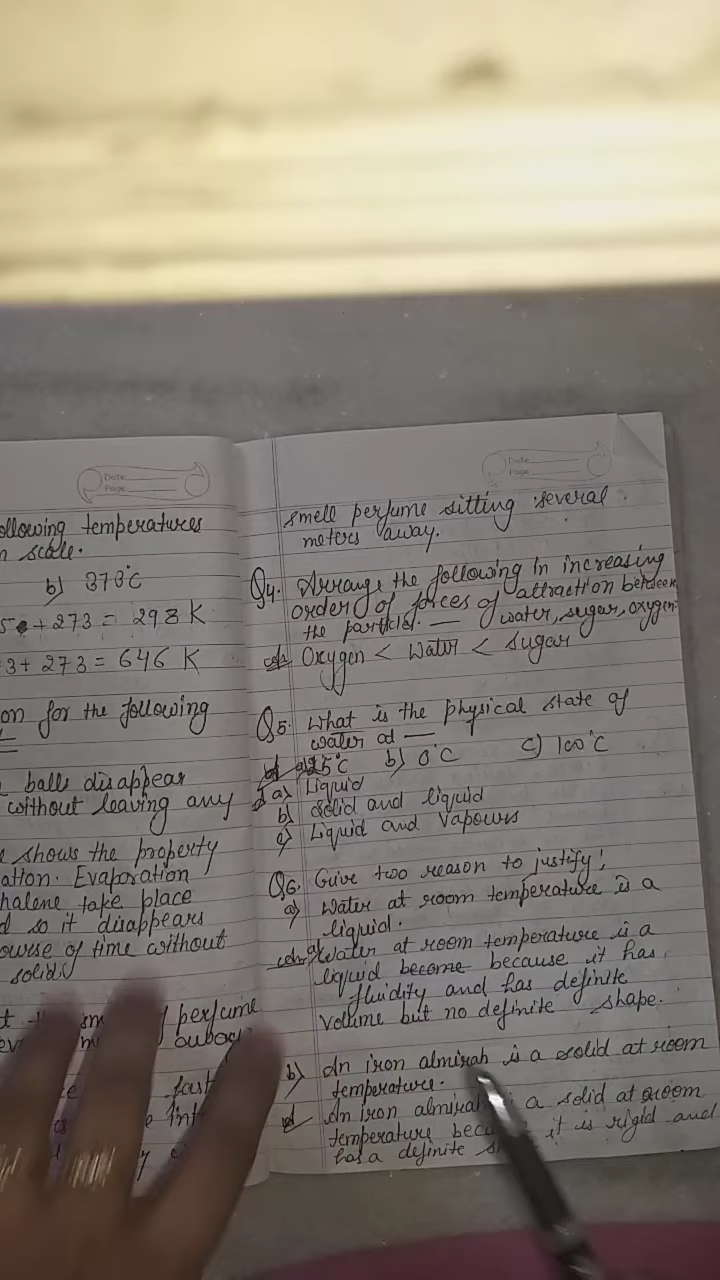 Date
Page
ollowing temperatures
n scale.
b) 373°C
+273 = 293 K
3 + 273 = 646 K
on for the following
balls disappear
without leaving any
e shows the property
ation. Evaporation
halene take place
d so it disappears
ourse of time without
solid
perfume
fast
Date
Page
smell perfume sitting several
meters away.
Q4. Arrange the following in increasing
order of forces of attraction between
the particles. — water, sugar, oxygen.
Oxygen < Water < Sugar
Q5. What is the physical state of
water at —
25°C b) 0°C c) 100°C
a) Liquid
b) Solid and liquid
c) Liquid and Vapours
Q6. Give two reason to justify!
a) Water at room temperature is a
liquid.
a) Water at room temperature is a
liquid become because it has
fluidity and has definite
volume but no definite shape.
b) An iron almirah is a solid at room
temperature.
An iron almirah a solid at room
temperature it is rigid and
has a definite